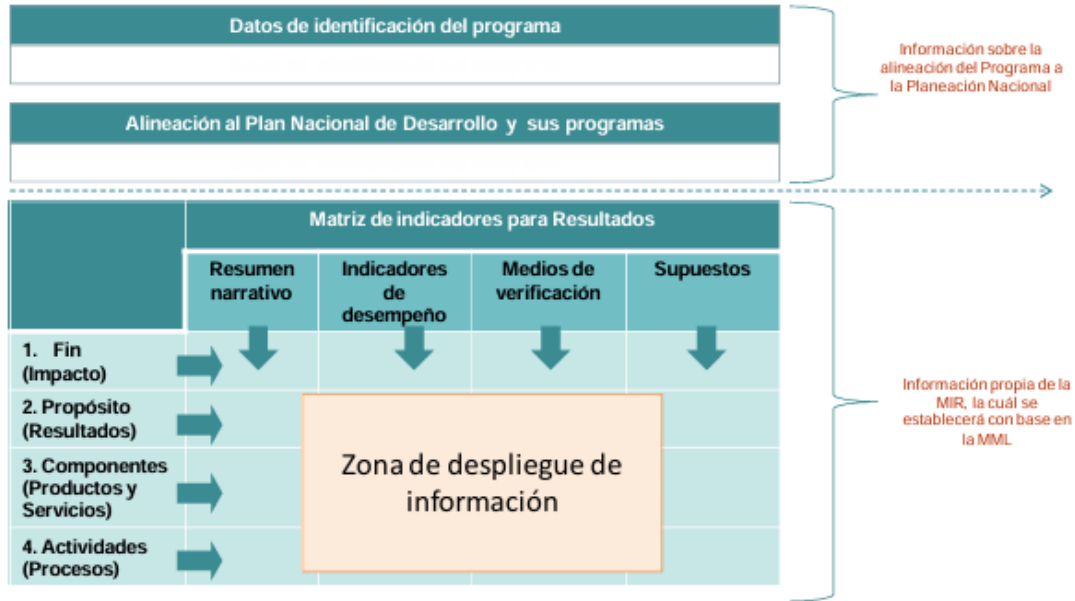 Datos de identificación del programa
Información sobre la
alineación del Programa a
la Planeación Nacional
Alineación al Plan Nacional de Desarrollo y sus programas
Matriz de indicadores para Resultados
Resumen
narrativo
Indicadores
de
desempeño
Medios de
verificación
Supuestos
1. Fin
(Impacto)
2. Propósito
(Resultados)
3. Componentes
(Productos y
Servicios)
4. Actividades
(Procesos)
Zona de despliegue de
información
Información propia de la
MIR, la cuál se
establecerá con base en
la MML